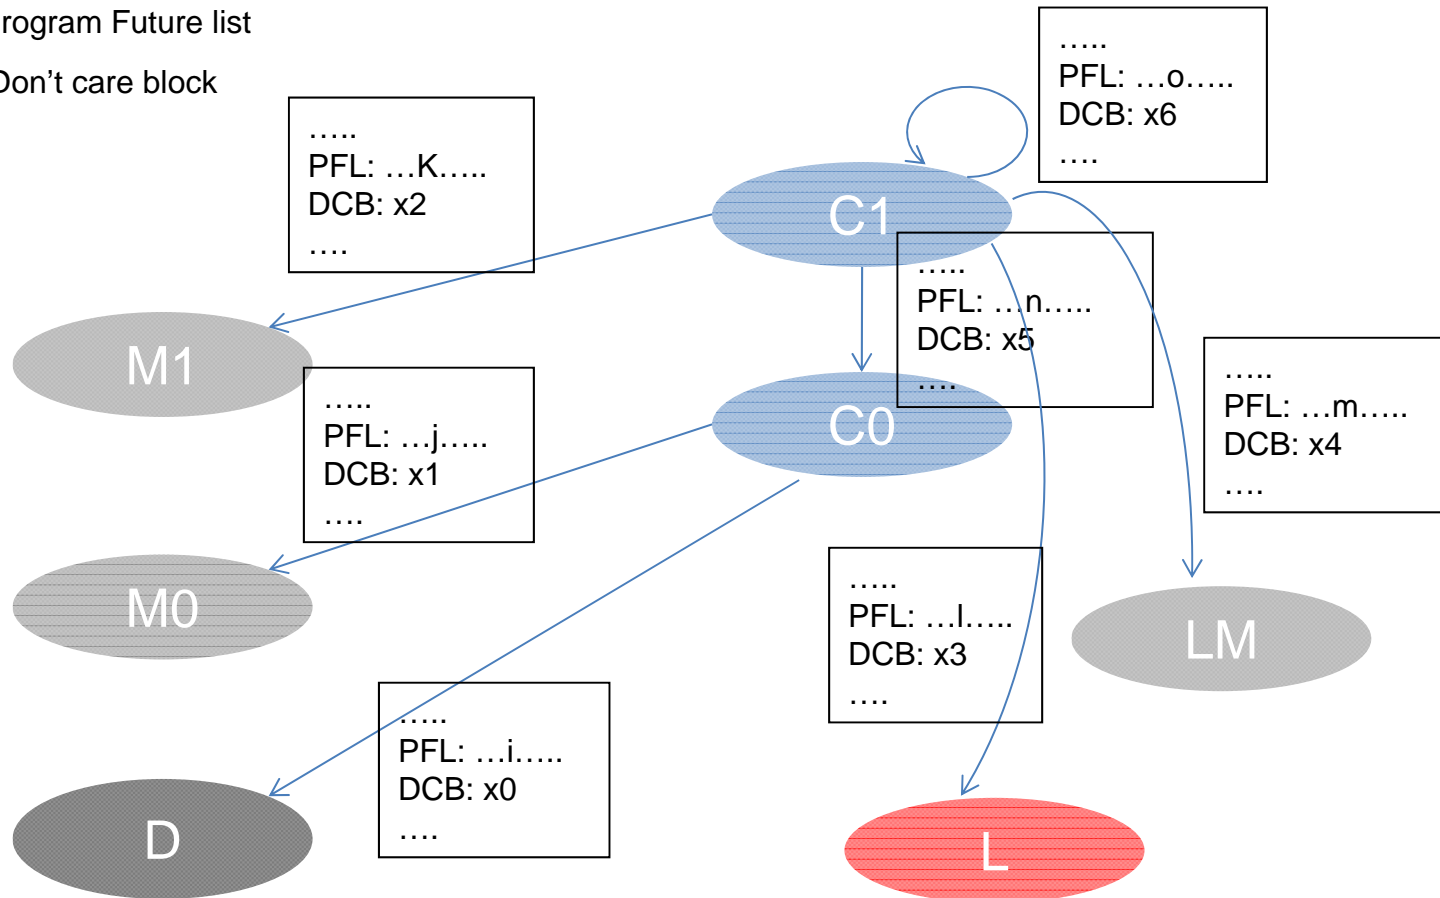 rogram Future list
Don't care block
…..
PFL: …o…..
DCB: x6
….
…..
PFL: …K…..
DCB: x2
….
C1
…..
PFL: …n…..
DCB: x5
….
M1
…..
PFL: …m…..
DCB: x4
….
…..
PFL: …j…..
DCB: x1
….
C0
M0
…..
PFL: …l…..
DCB: x3
….
LM
…..
PFL: …i…..
DCB: x0
….
D
L